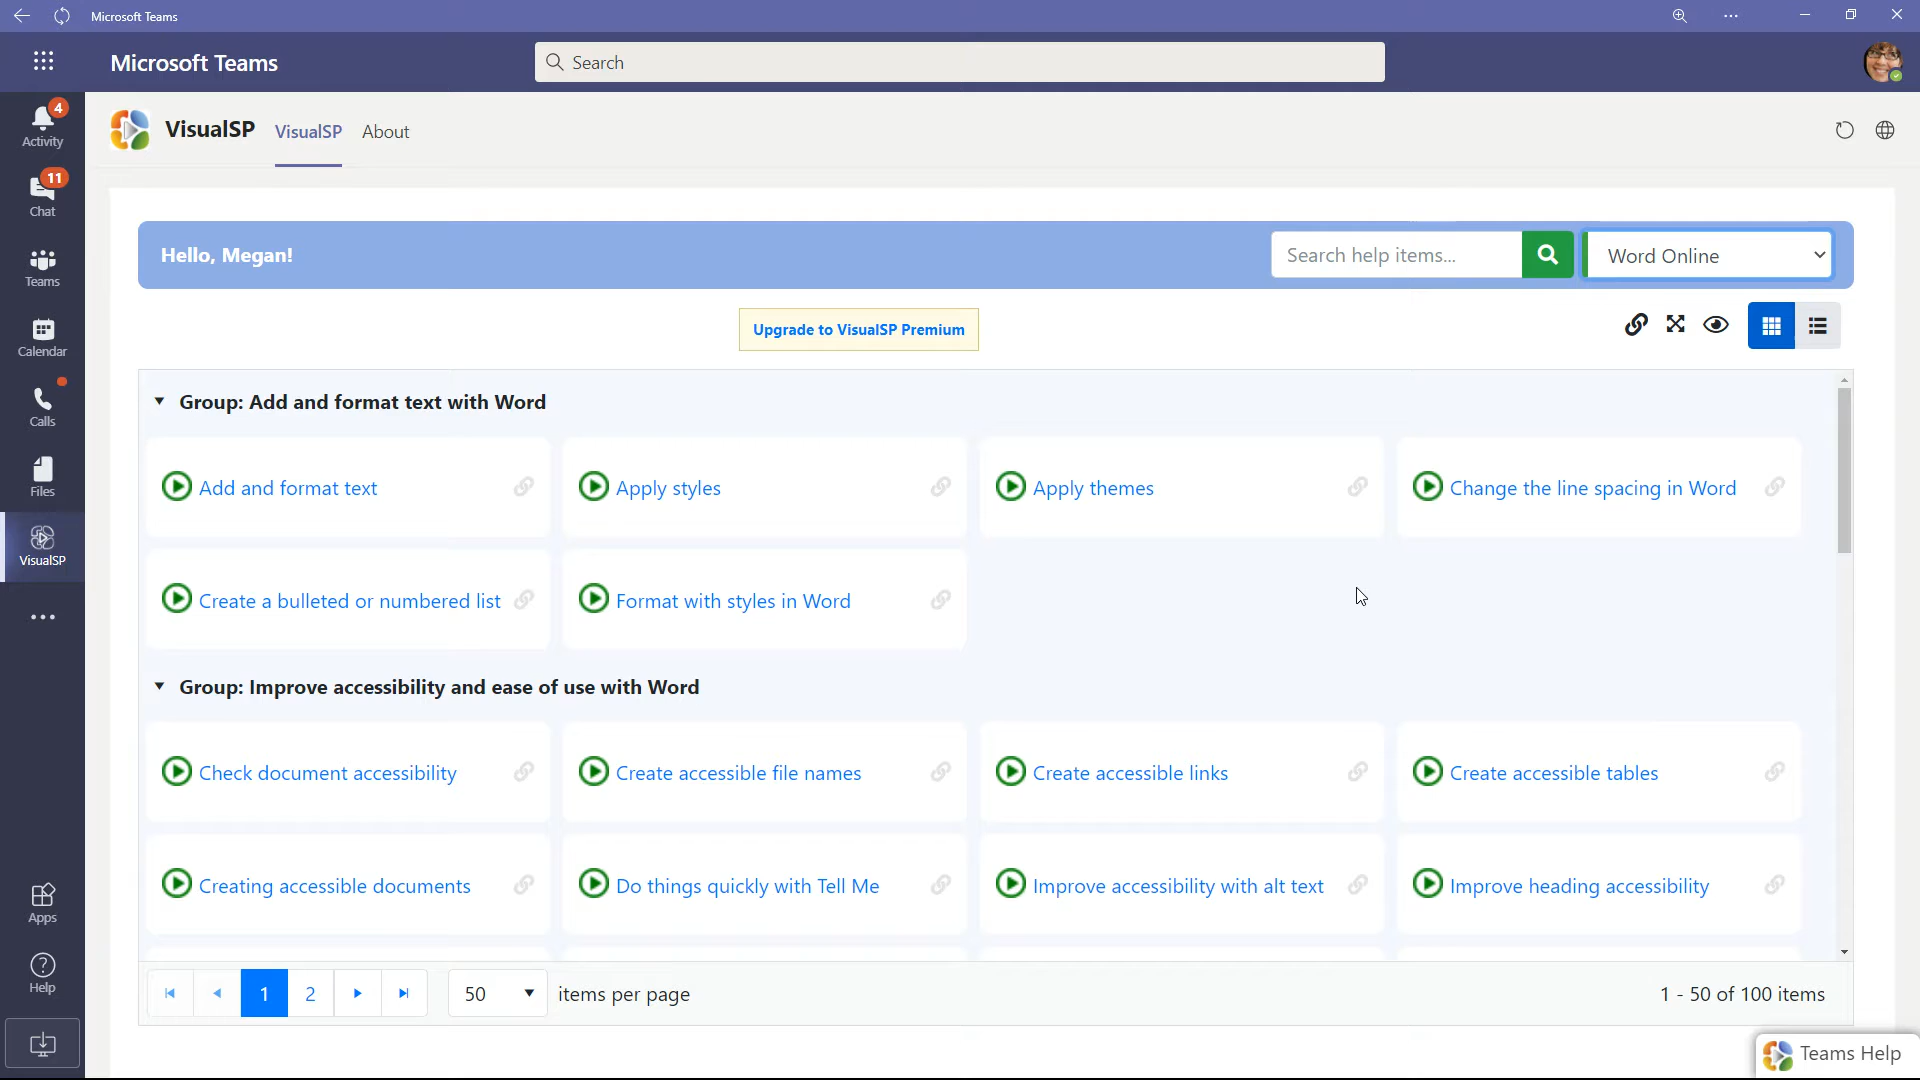 Microsoft Teams
Microsoft Teams
Search
4
Activity
11
Chat
Teams
Calendar
Calls
Files
VisualSP
Apps
Help
VisualSP
VisualSP
About
Hello, Megan!
Search help items...
Word Online
Upgrade to VisualSP Premium
Group: Add and format text with Word
Add and format text
Apply styles
Apply themes
Change the line spacing in Word
Create a bulleted or numbered list
Format with styles in Word
Group: Improve accessibility and ease of use with Word
Check document accessibility
Create accessible file names
Create accessible links
Create accessible tables
Creating accessible documents
Do things quickly with Tell Me
Improve accessibility with alt text
Improve heading accessibility
1
2
50
items per page
1 - 50 of 100 items
Teams Help